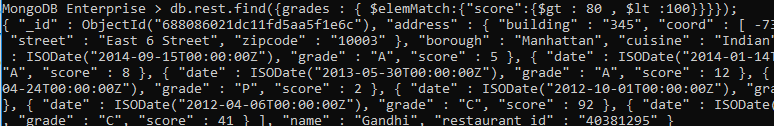 MongoDB Enterprise > db.rest.find({grades : { $elemMatch:{"score":{$gt : 80 , $lt :100}}}});
{ "_id" : ObjectId("688086021dc11fd5aa5f1e6c"), "address" : { "building" : "345", "coord" : [ -7
"street" : "East 6 Street", "zipcode" : "10003" }, "borough" : "Manhattan", "cuisine" : "Indian"
: ISODate("2014-09-15T00:00:00Z"), "grade" : "A", "score" : 5 }, { "date" : ISODate("2014-01-14T
"A", "score" : 8 }, { "date" : ISODate("2013-05-30T00:00:00Z"), "grade" : "A", "score" : 12 }, {
04-24T00:00:00Z"), "grade" : "P", "score" : 2 }, { "date" : ISODate("2012-10-01T00:00:00Z"), "gr
}, { "date" : ISODate("2012-04-06T00:00:00Z"), "grade" : "C", "score" : 92 }, { "date" : ISODate
, "grade" : "C", "score" : 41 } ], "name" : "Gandhi", "restaurant_id" : "40381295" }